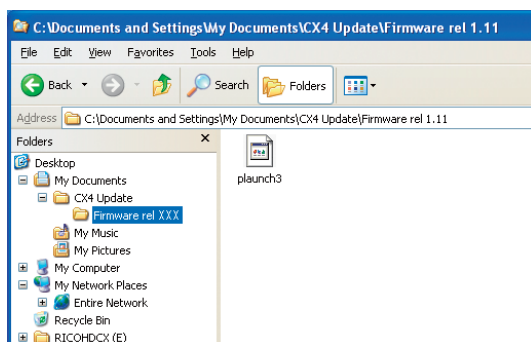 C:\Documents and Settings\My Documents\CX4 Update\Firmware rel 1.11
File Edit View Favorites Tools Help
Back Search Folders
Address C:\Documents and Settings\My Documents\CX4 Update\Firmware rel 1.11
Folders ×
Desktop
My Documents
CX4 Update
Firmware rel XXX
My Music
My Pictures
My Computer
My Network Places
Entire Network
Recycle Bin
RICOHDCX (E)
plaunch3